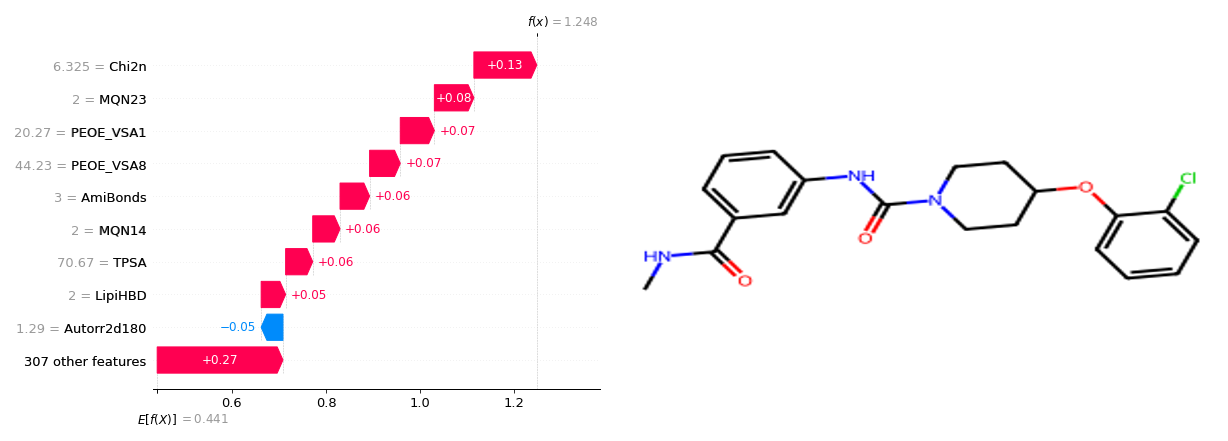 f(x) = 1.248
6.325 = Chi2n +0.13
2 = MQN23 +0.08
20.27 = PEOE_VSA1 +0.07
44.23 = PEOE_VSA8 +0.07
3 = AmiBonds +0.06
2 = MQN14 +0.06
70.67 = TPSA +0.06
2 = LipiHBD +0.05
1.29 = Autorr2d180 −0.05
307 other features +0.27
0.6 0.8 1.0 1.2
E[f(X)] = 0.441
NH
O
N
O
Cl
HN
O